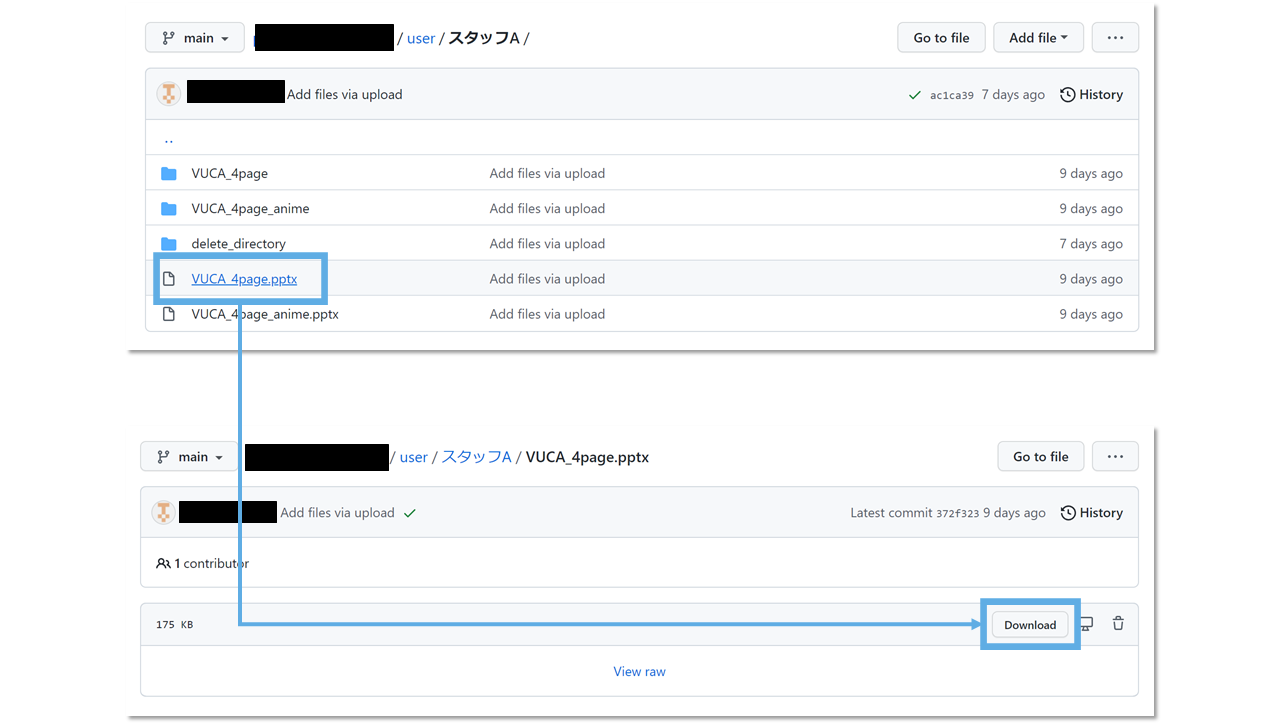 main / user / スタッフA / Go to file Add file ...
Add files via upload ac1ca39 7 days ago History
..
VUCA_4page Add files via upload 9 days ago
VUCA_4page_anime Add files via upload 9 days ago
delete_directory Add files via upload 7 days ago
VUCA_4page.pptx Add files via upload 9 days ago
VUCA_4page_anime.pptx Add files via upload 9 days ago
main / user / スタッフA / VUCA_4page.pptx Go to file ...
Add files via upload Latest commit 372f323 9 days ago History
1 contributor
175 KB Download
View raw